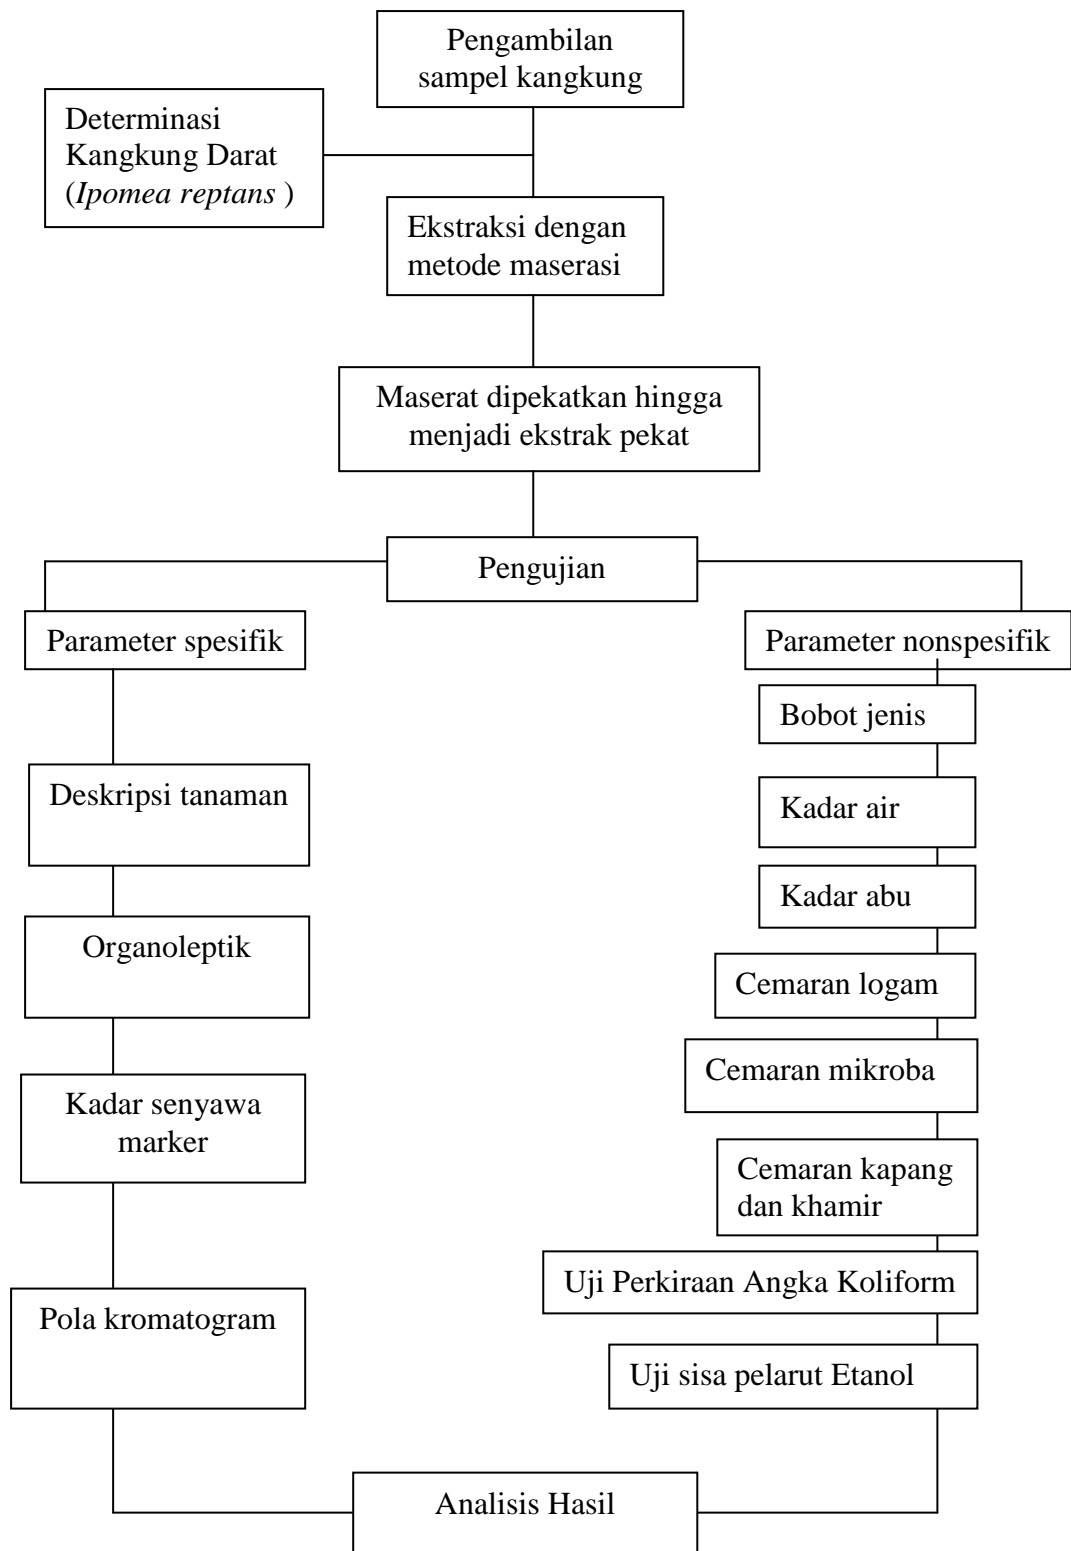 Pengambilan
sampel kangkung
Determinasi
Kangkung Darat
(Ipomea reptans )
Ekstraksi dengan
metode maserasi
Maserat dipekatkan hingga
menjadi ekstrak pekat
Pengujian
Parameter spesifik
Deskripsi tanaman
Organoleptik
Kadar senyawa
marker
Pola kromatogram
Parameter nonspesifik
Bobot jenis
Kadar air
Kadar abu
Cemaran logam
Cemaran mikroba
Cemaran kapang
dan khamir
Uji Perkiraan Angka Koliform
Uji sisa pelarut Etanol
Analisis Hasil